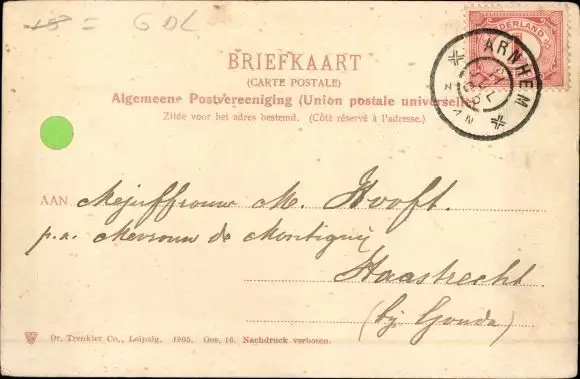 15 = GDL
NEDERLAND
ARNHEM
BRIEFKAART
(CARTE POSTALE)
Algemeene Postvereeniging (Union postale universelle)
Zijde voor het adres bestemd. (Côté réservé à l'adresse.)
AAN Mejuffrouw M. Hooft.
p.a. Mevrouw de Montigny
Haastrecht
(bij Gouda)
Dr. Trenkler Co., Leipzig. 1905. Oos. 16. Nachdruck verboten.